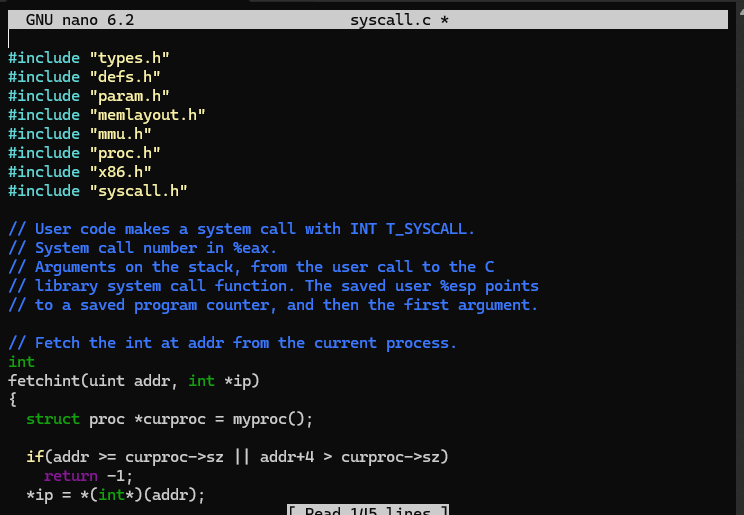 GNU nano 6.2 syscall.c *
#include "types.h"
#include "defs.h"
#include "param.h"
#include "memlayout.h"
#include "mmu.h"
#include "proc.h"
#include "x86.h"
#include "syscall.h"
// User code makes a system call with INT T_SYSCALL.
// System call number in %eax.
// Arguments on the stack, from the user call to the C
// library system call function. The saved user %esp points
// to a saved program counter, and then the first argument.
// Fetch the int at addr from the current process.
int
fetchint(uint addr, int *ip)
{
  struct proc *curproc = myproc();
  if(addr >= curproc->sz || addr+4 > curproc->sz)
    return -1;
  *ip = *(int*)(addr);
[ Read 145 lines ]